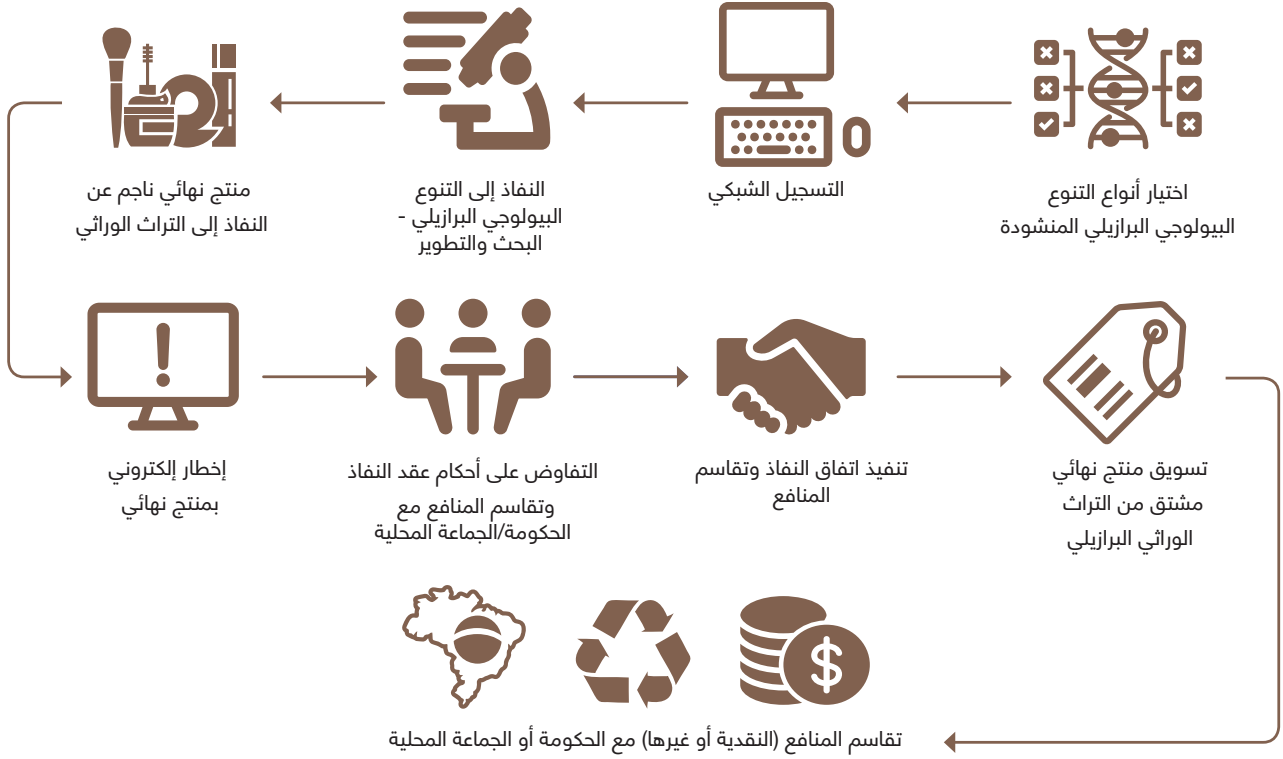 اختيار أنواع التنوع
البيولوجي البرازيلي المنشودة
التسجيل الشبكي
النفاذ إلى التنوع
البيولوجي البرازيلي -
البحث والتطوير
منتج نهائي ناجم عن
النفاذ إلى التراث الوراثي
إخطار إلكتروني
بمنتج نهائي
التفاوض على أحكام عقد النفاذ
وتقاسم المنافع مع
الحكومة/الجماعة المحلية
تنفيذ اتفاق النفاذ وتقاسم
المنافع
تسويق منتج نهائي
مشتق من التراث
الوراثي البرازيلي
$
تقاسم المنافع (النقدية أو غيرها) مع الحكومة أو الجماعة المحلية